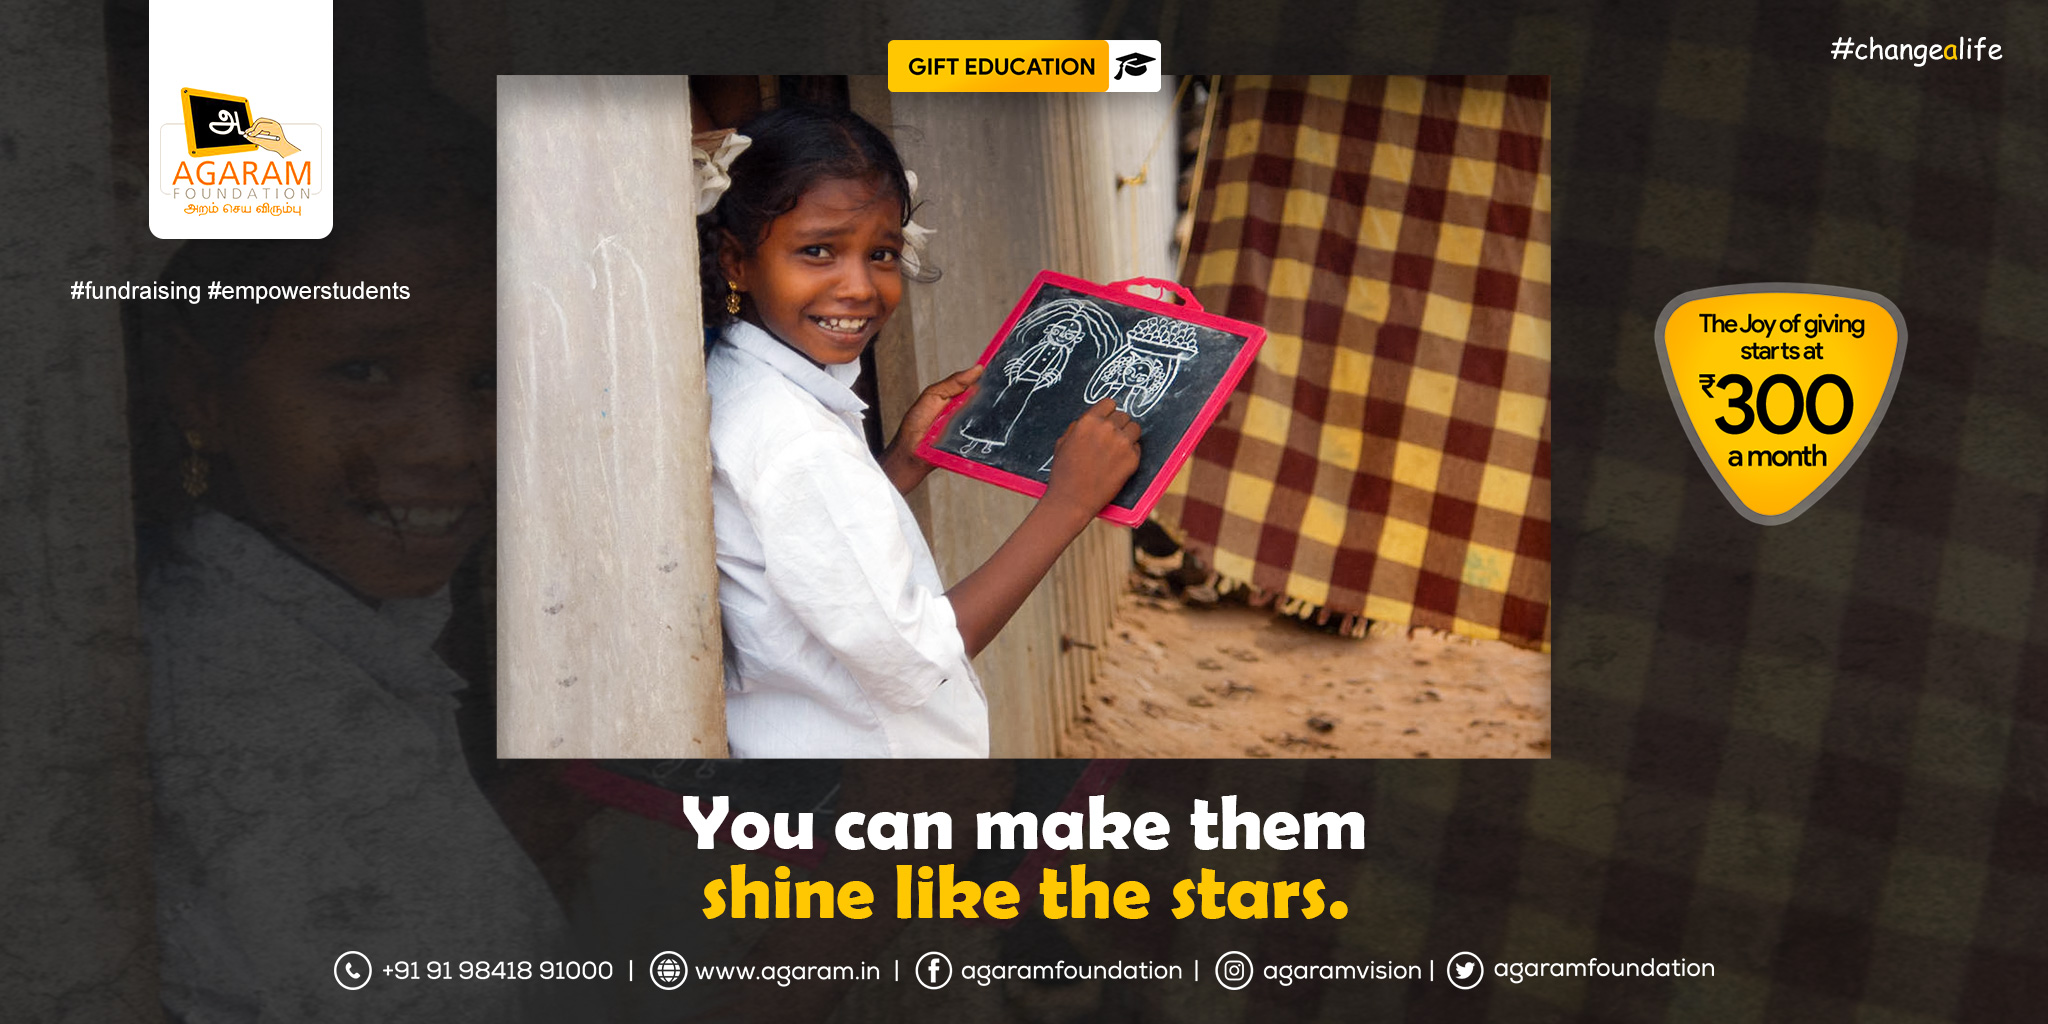 அ
AGARAM
FOUNDATION
அறம் செய விரும்பு
#fundraising #empowerstudents
GIFT EDUCATION
#changealife
The Joy of giving
starts at
₹300
a month
You can make them
shine like the stars.
+91 91 98418 91000 | www.agaram.in | agaramfoundation | agaramvision | agaramfoundation